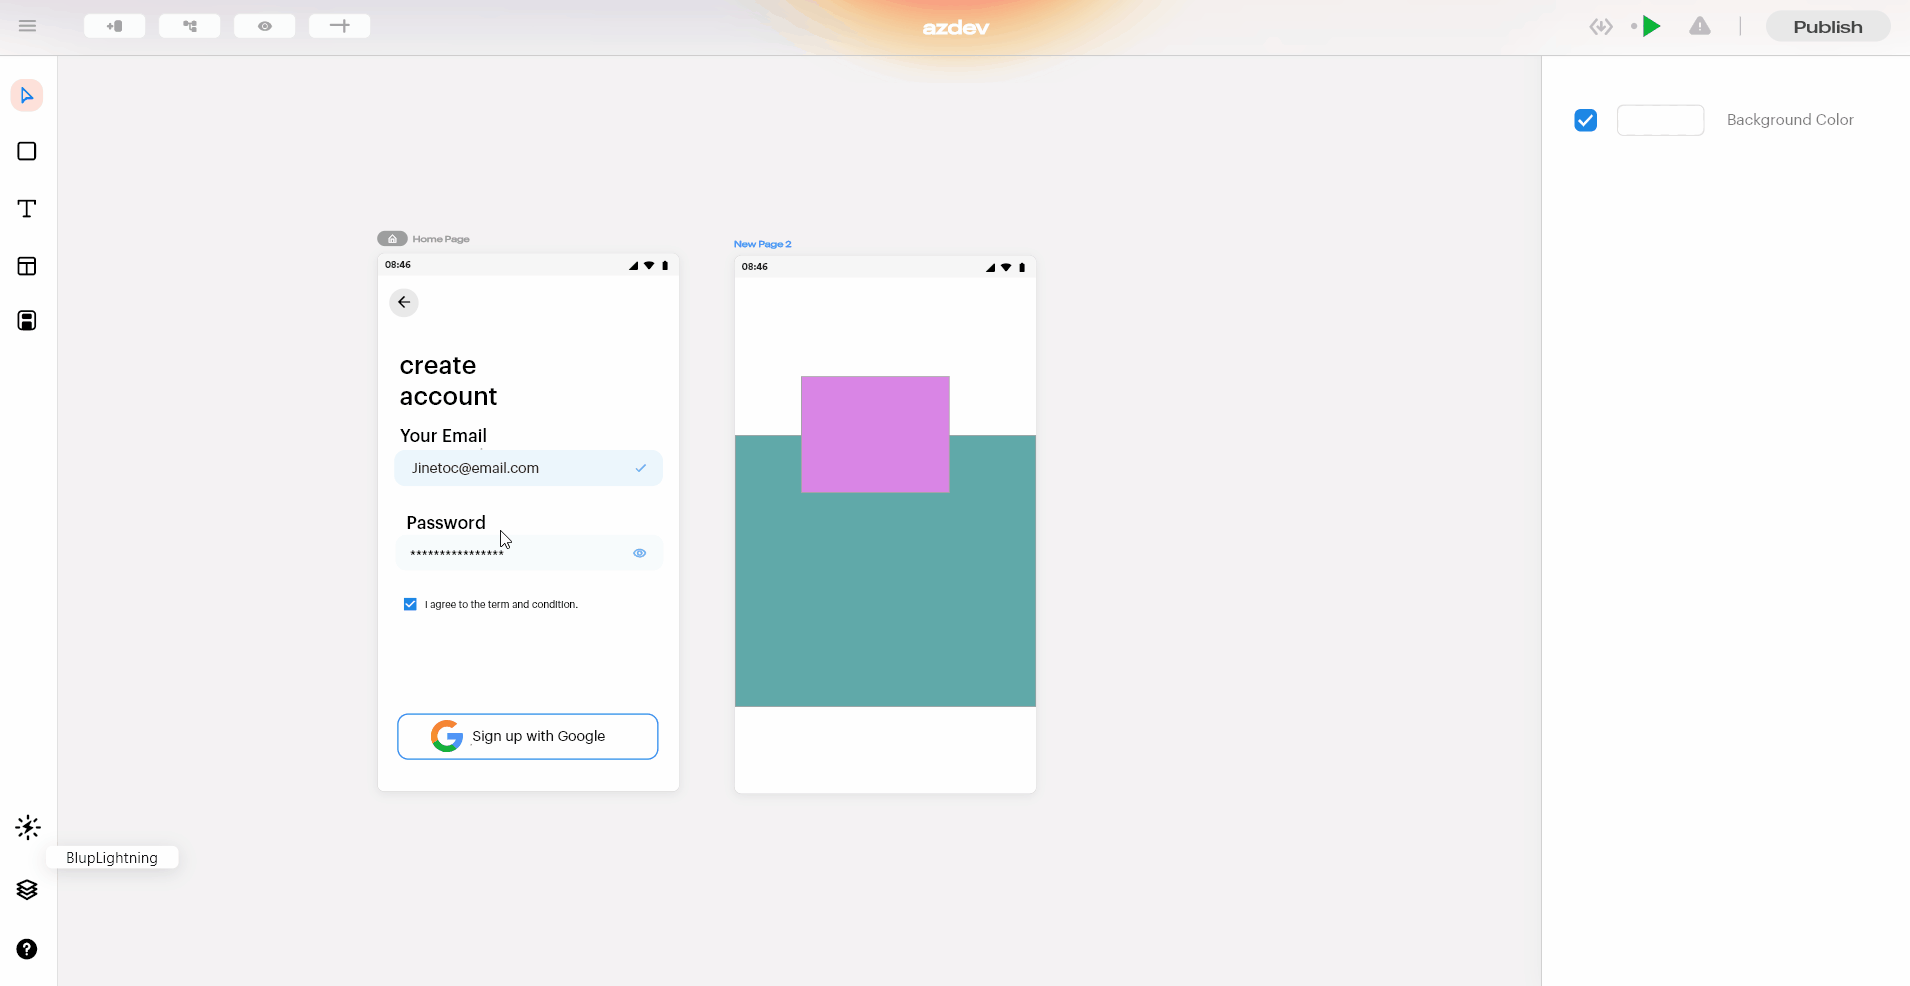 azdev
Publish
Background Color
Home Page
08:46
create
account
Your Email
Jinetoc@email.com
Password
****************
I agree to the term and condition.
Sign up with Google
New Page 2
08:46
BlupLightning